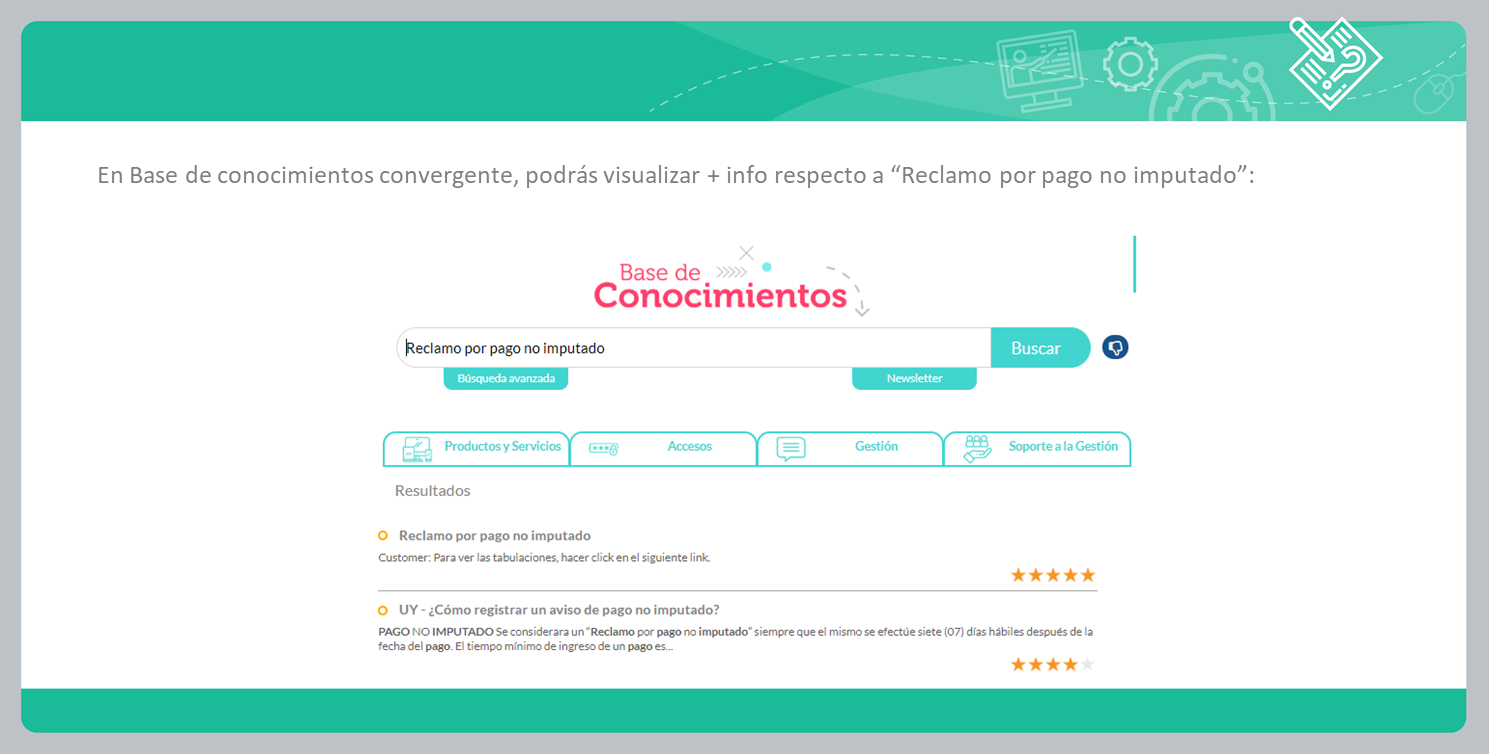 En Base de conocimientos convergente, podrás visualizar + info respecto a “Reclamo por pago no imputado”:
Base de
Conocimientos
Reclamo por pago no imputado
Buscar
Búsqueda avanzada
Newsletter
Productos y Servicios
Accesos
Gestión
Soporte a la Gestión
Resultados
Reclamo por pago no imputado
Customer: Para ver las tabulaciones, hacer click en el siguiente link.
UY - ¿Cómo registrar un aviso de pago no imputado?
PAGO NO IMPUTADO Se considerara un “Reclamo por pago no imputado” siempre que el mismo se efectúe siete (07) días hábiles después de la
fecha del pago. El tiempo mínimo de ingreso de un pago es...